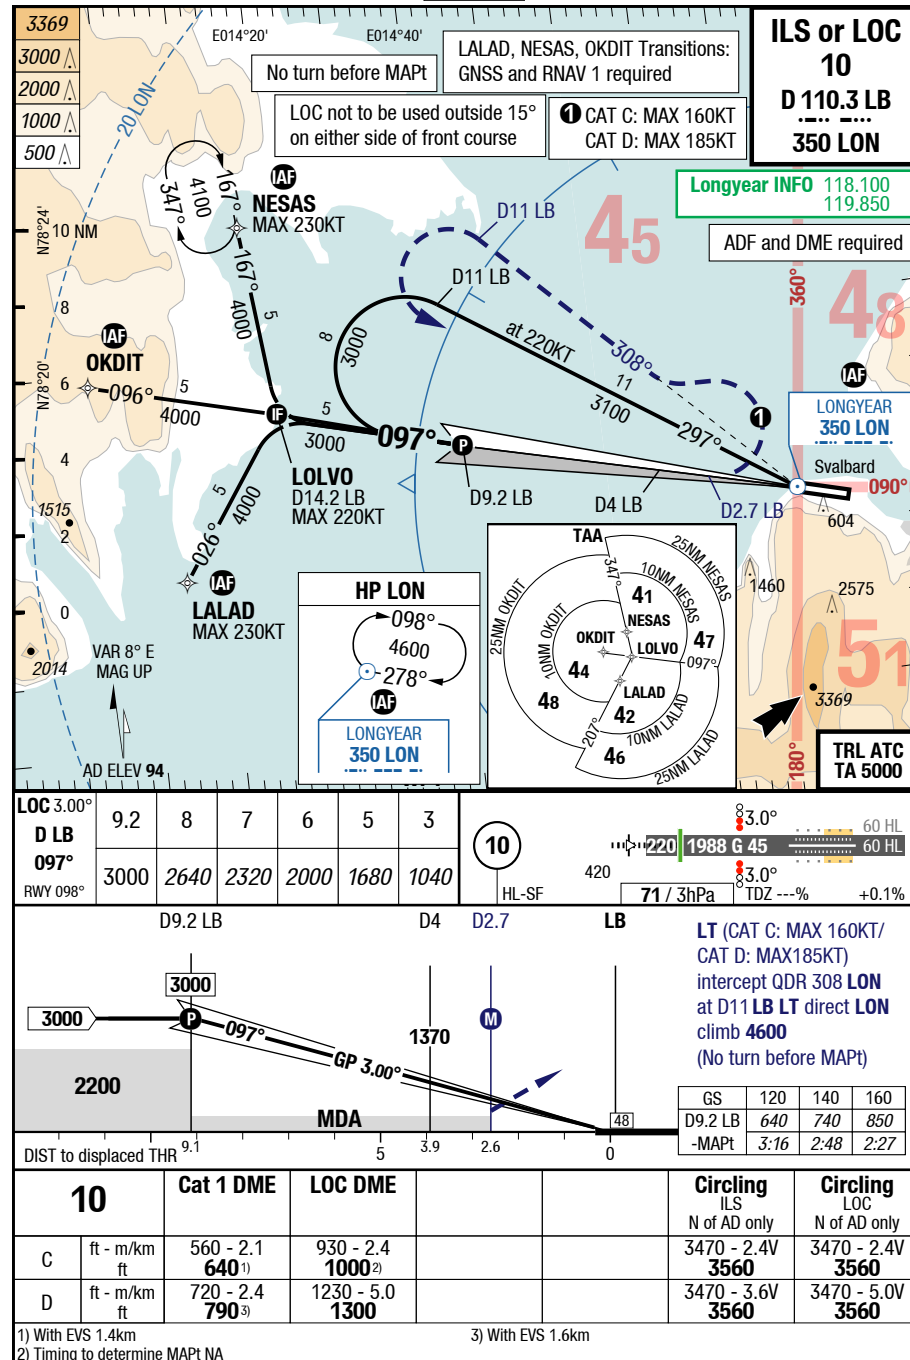 3369
3000
2000
1000
500
E014°20'
E014°40'
No turn before MAPt
LALAD, NESAS, OKDIT Transitions:
GNSS and RNAV 1 required
LOC not to be used outside 15°
on either side of front course
1 CAT C: MAX 160KT
CAT D: MAX 185KT
ILS or LOC
10
D 110.3 LB
350 LON
Longyear INFO 118.100
119.850
ADF and DME required
20 LON
N78°24'
N78°20'
10 NM
8
6
4
2
0
347°
4100
167°
IAF
NESAS
MAX 230KT
167°
5
4000
IAF
OKDIT
096°
5
4000
IF
LOLVO
D14.2 LB
MAX 220KT
5
3000
097°
P
D9.2 LB
8
3000
D11 LB
D11 LB
at 220KT
11
3100
297°
308°
1
45
48
51
360°
090°
180°
IAF
LONGYEAR
350 LON
Svalbard
D4 LB
D2.7 LB
604
1460
2575
3369
1515
2014
5
4000
026°
IAF
LALAD
MAX 230KT
VAR 8° E
MAG UP
AD ELEV 94
HP LON
098°
4600
278°
IAF
LONGYEAR
350 LON
TAA
347°
25NM NESAS
10NM NESAS
41
NESAS
47
25NM OKDIT
10NM OKDIT
OKDIT
LOLVO
097°
44
48
LALAD
42
10NM LALAD
207°
46
25NM LALAD
TRL ATC
TA 5000
LOC 3.00°
D LB
097°
RWY 098°
9.2 8 7 6 5 3
3000 2640 2320 2000 1680 1040
10
HL-SF
420
3.0°
220 1988 G 45
60 HL
60 HL
3.0°
71 / 3hPa
TDZ ---%
+0.1%
D9.2 LB
D4
D2.7
LB
3000
3000
P
097°
GP 3.00°
1370
M
2200
MDA
48
DIST to displaced THR
9.1
5
3.9
2.6
0
LT (CAT C: MAX 160KT/
CAT D: MAX185KT)
intercept QDR 308 LON
at D11 LB LT direct LON
climb 4600
(No turn before MAPt)
GS 120 140 160
D9.2 LB 640 740 850
-MAPt 3:16 2:48 2:27
10
Cat 1 DME
LOC DME
Circling
ILS
N of AD only
Circling
LOC
N of AD only
C ft - m/km 560 - 2.1 930 - 2.4 3470 - 2.4V 3470 - 2.4V
ft 640 1) 1000 2) 3560 3560
D ft - m/km 720 - 2.4 1230 - 5.0 3470 - 3.6V 3470 - 5.0V
ft 790 3) 1300 3560 3560
1) With EVS 1.4km
3) With EVS 1.6km
2) Timing to determine MAPt NA